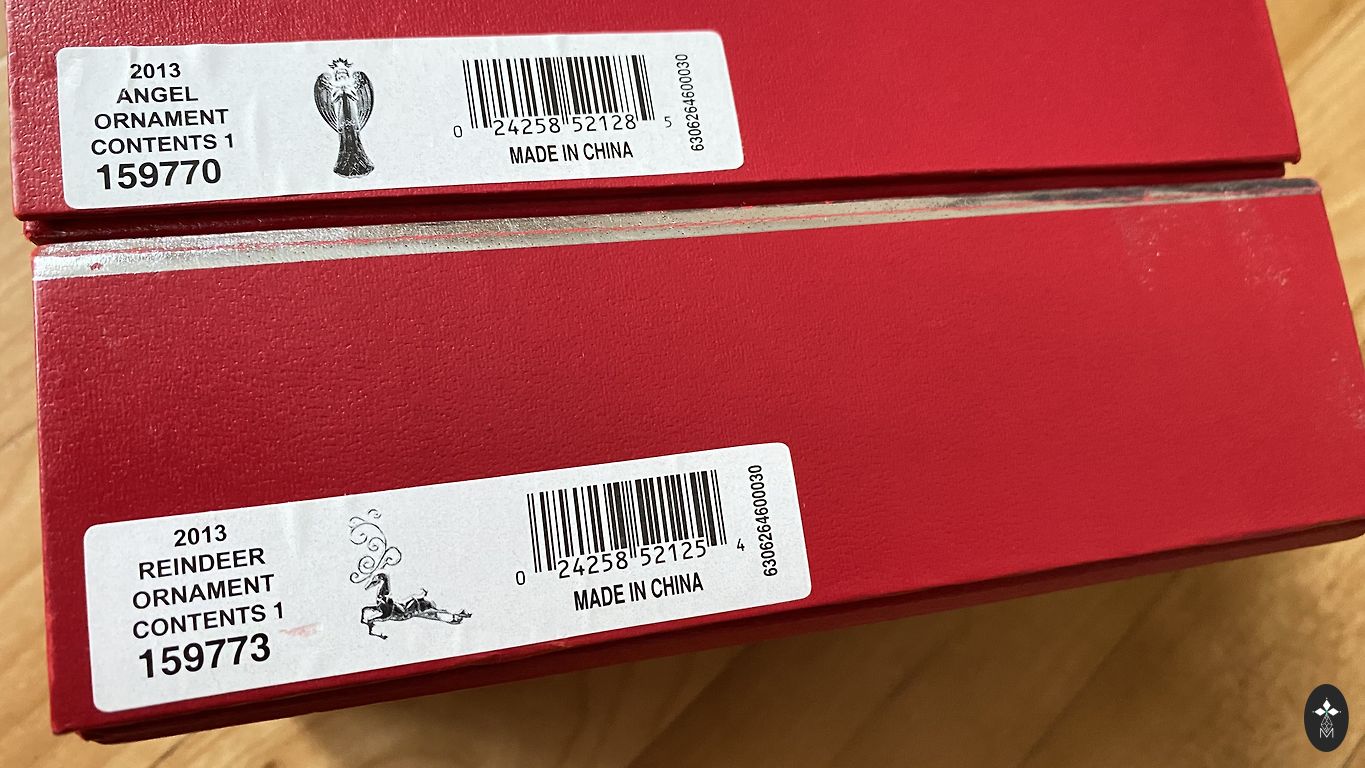 2013
ANGEL
ORNAMENT
CONTENTS 1
159770
0 24258 52128 5
MADE IN CHINA
6306264600030
2013
REINDEER
ORNAMENT
CONTENTS 1
159773
0 24258 52125 4
MADE IN CHINA
6306264600030
M